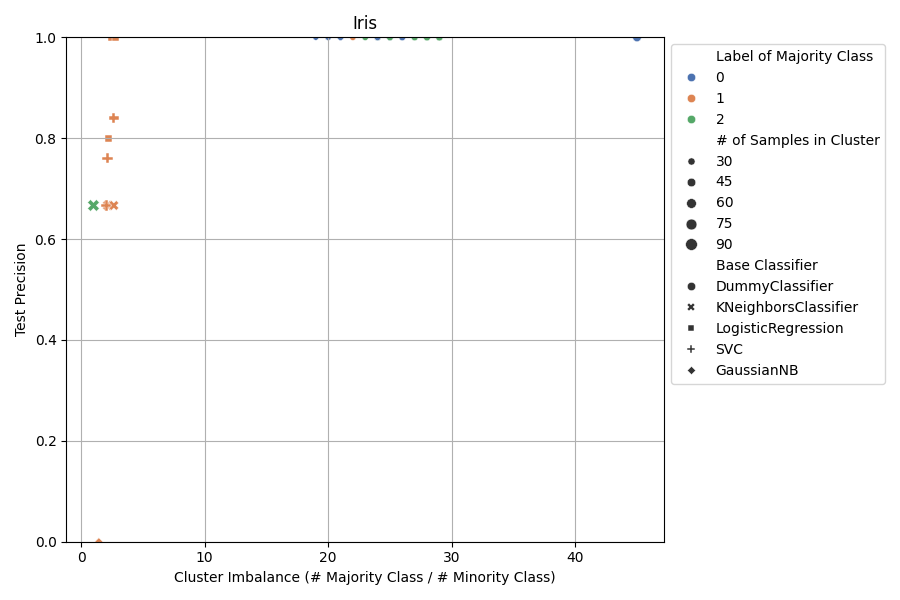 Iris
1.0
0.8
0.6
0.4
0.2
0.0
Test Precision
0 10 20 30 40
Cluster Imbalance (# Majority Class / # Minority Class)
Label of Majority Class
0
1
2
# of Samples in Cluster
30
45
60
75
90
Base Classifier
DummyClassifier
KNeighborsClassifier
LogisticRegression
SVC
GaussianNB